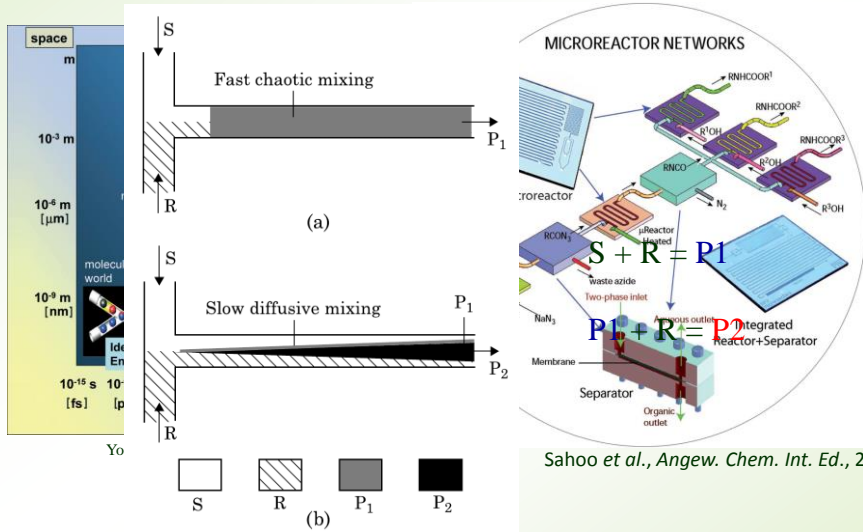 space
m
10⁻³ m
10⁻⁶ m
[μm]
molecul
world
10⁻⁹ m
[nm]
Ide
En
10⁻¹⁵ s
[fs]
[p
Yo
S
Fast chaotic mixing
P₁
R
(a)
S
Slow diffusive mixing
P₁
P₂
R
S
R
P₁
P₂
(b)
MICROREACTOR NETWORKS
RNHCOOR¹
RNHCOOR²
R¹OH
RNHCOOR³
RNCO
R²OH
R³OH
croreactor
N₂
RCON₃
μReactor
Heated
S + R = P1
waste azide
Two-phase inlet
NaN₃
Aqueous outlet
P1 + R = P2
Integrated
Reactor+Separator
Membrane
Separator
Organic
outlet
Sahoo et al., Angew. Chem. Int. Ed., 2